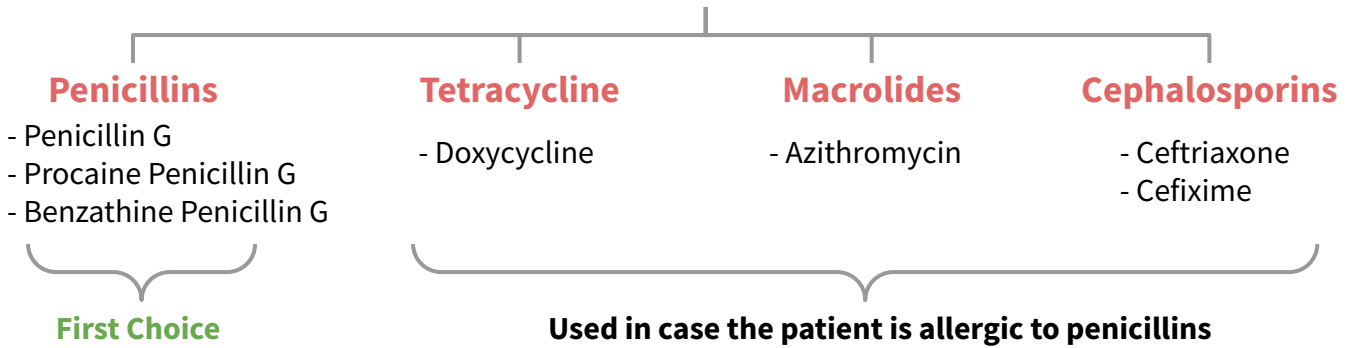 Penicillins
- Penicillin G
- Procaine Penicillin G
- Benzathine Penicillin G
First Choice
Tetracycline
- Doxycycline
Macrolides
- Azithromycin
Cephalosporins
- Ceftriaxone
- Cefixime
Used in case the patient is allergic to penicillins